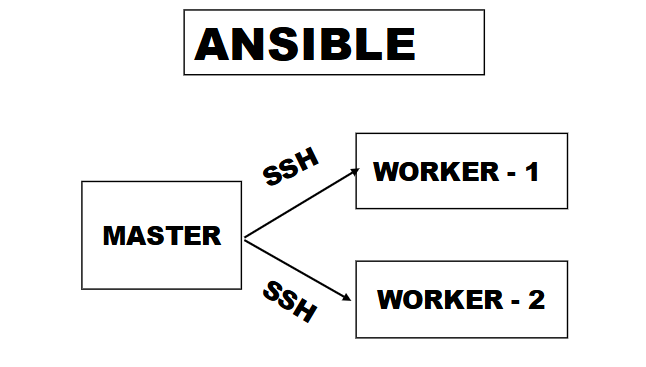 ANSIBLE
SSH
WORKER - 1
MASTER
SSH
WORKER - 2